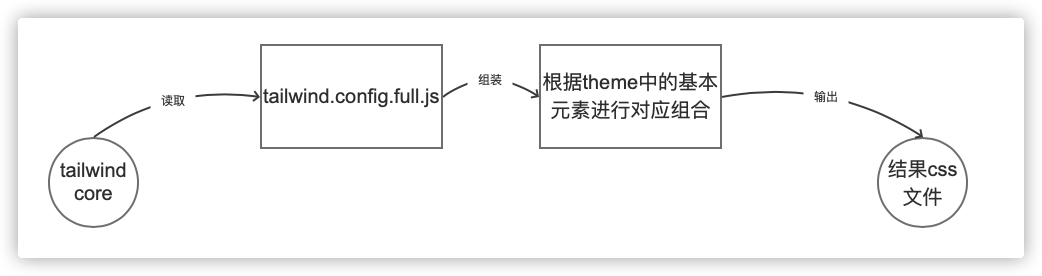 tailwind
core
读取
tailwind.config.full.js
组装
根据theme中的基本
元素进行对应组合
输出
结果css
文件